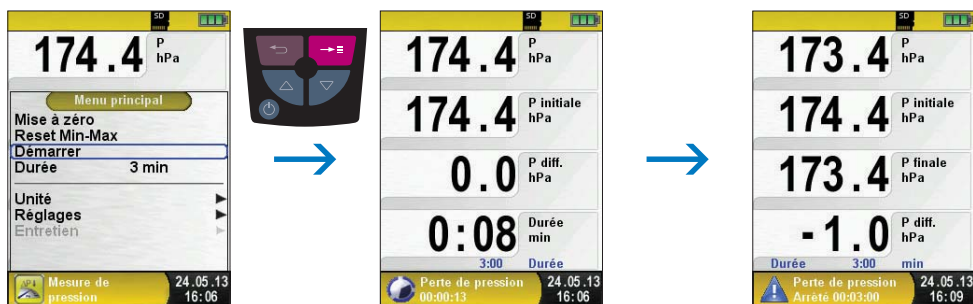 SD
174.4 P hPa
Menu principal
Mise à zéro
Reset Min-Max
Démarrer
Durée 3 min
Unité
Réglages
Entretien
Mesure de pression
24.05.13
16:06
SD
174.4 P hPa
174.4 P initiale hPa
0.0 P diff. hPa
0:08 Durée min
3:00 Durée
Perte de pression
00:00:13
24.05.13
16:06
SD
173.4 P hPa
174.4 P initiale hPa
173.4 P finale hPa
-1.0 P diff. hPa
Durée 3:00 min
Perte de pression
Arrêté 00:03:00
24.05.13
16:09